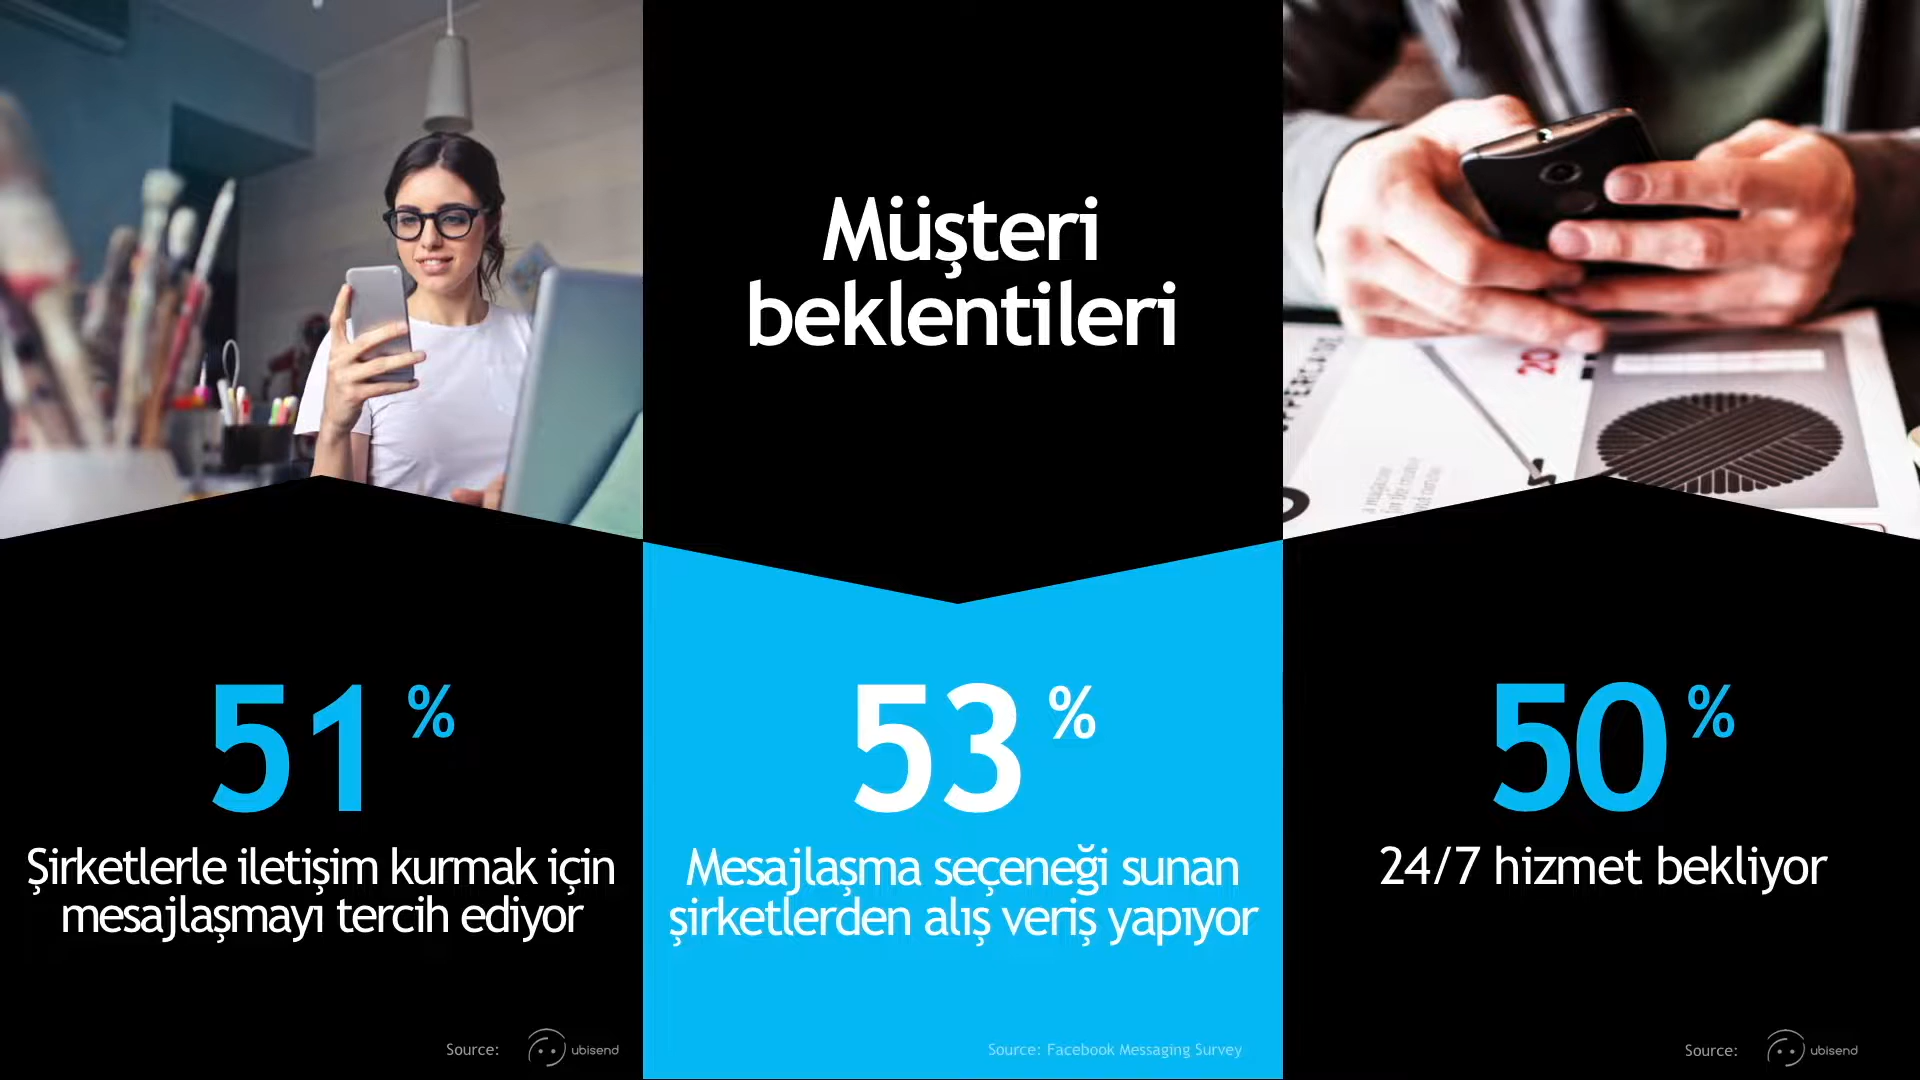 Müşteri
beklentileri
51 %
Şirketlerle iletişim kurmak için
mesajlaşmayı tercih ediyor
Source: ubisend
53 %
Mesajlaşma seçeneği sunan
şirketlerden alış veriş yapıyor
Source: Facebook Messaging Survey
50 %
24/7 hizmet bekliyor
Source: ubisend
20